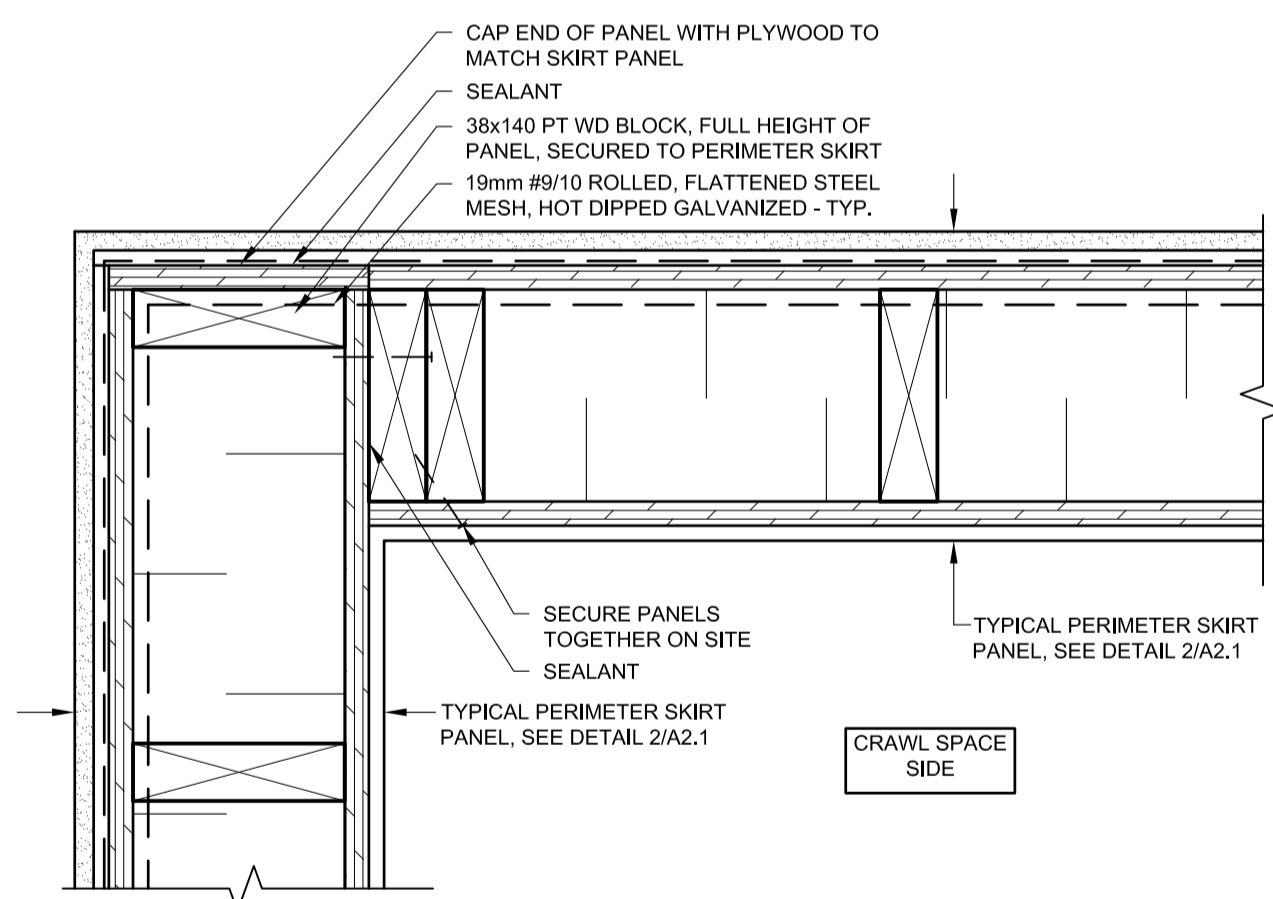 CAP END OF PANEL WITH PLYWOOD TO
MATCH SKIRT PANEL
SEALANT
38x140 PT WD BLOCK, FULL HEIGHT OF
PANEL, SECURED TO PERIMETER SKIRT
19mm #9/10 ROLLED, FLATTENED STEEL
MESH, HOT DIPPED GALVANIZED - TYP.
SECURE PANELS
TOGETHER ON SITE
SEALANT
TYPICAL PERIMETER SKIRT
PANEL, SEE DETAIL 2/A2.1
TYPICAL PERIMETER SKIRT
PANEL, SEE DETAIL 2/A2.1
CRAWL SPACE
SIDE